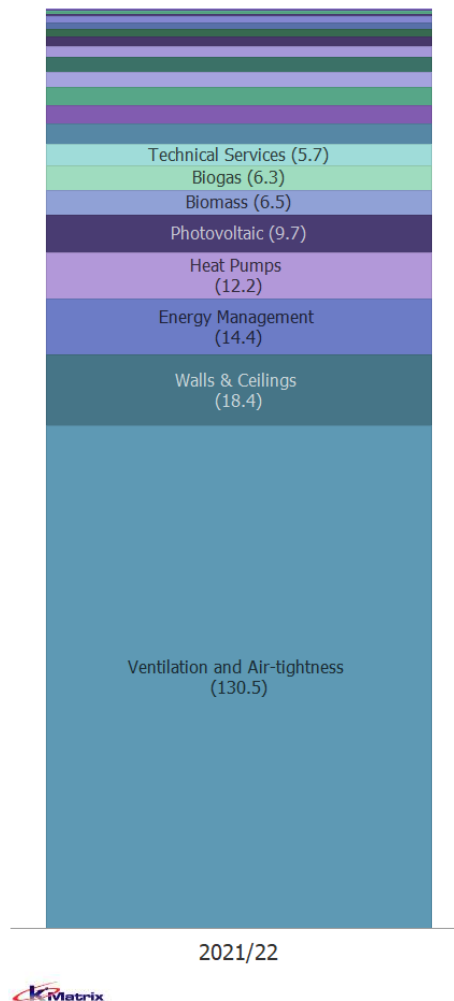 Technical Services (5.7)
Biogas (6.3)
Biomass (6.5)
Photovoltaic (9.7)
Heat Pumps
(12.2)
Energy Management
(14.4)
Walls & Ceilings
(18.4)
Ventilation and Air-tightness
(130.5)
2021/22
kMatrix